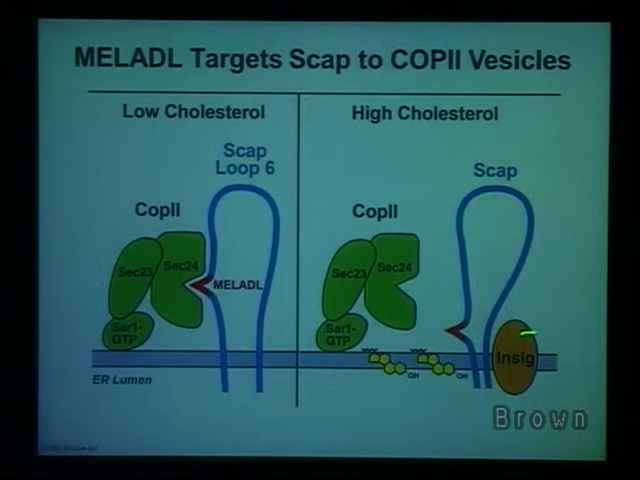 MELADL Targets Scap to COPII Vesicles
Low Cholesterol
High Cholesterol
Scap
Loop 6
CopII
Sec23
Sec24
MELADL
Sar1-
GTP
ER Lumen
Scap
CopII
Sec23
Sec24
Sar1-
GTP
OH
OH
Insig
Brown